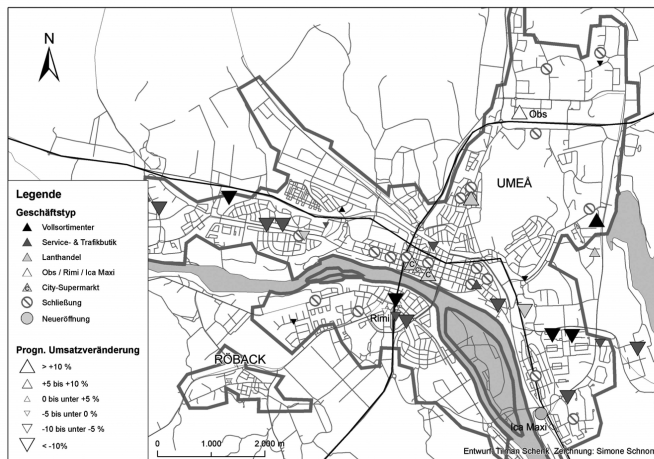 N
Obs
UMEÅ
Legende
Geschäftstyp
Vollsortimenter
Service- & Trafikbutik
Lanthandel
Obs / Rimi / Ica Maxi
City-Supermarkt
Schließung
Neueröffnung
Rimi
Progn. Umsatzveränderung
> +10 %
+5 bis +10 %
0 bis unter +5 %
-5 bis unter 0 %
-10 bis unter -5 %
< -10%
RÖBÄCK
Ica Maxi
0 1.000 2.000 m
Entwurf: Tilman Schenk Zeichnung: Simone Schnom